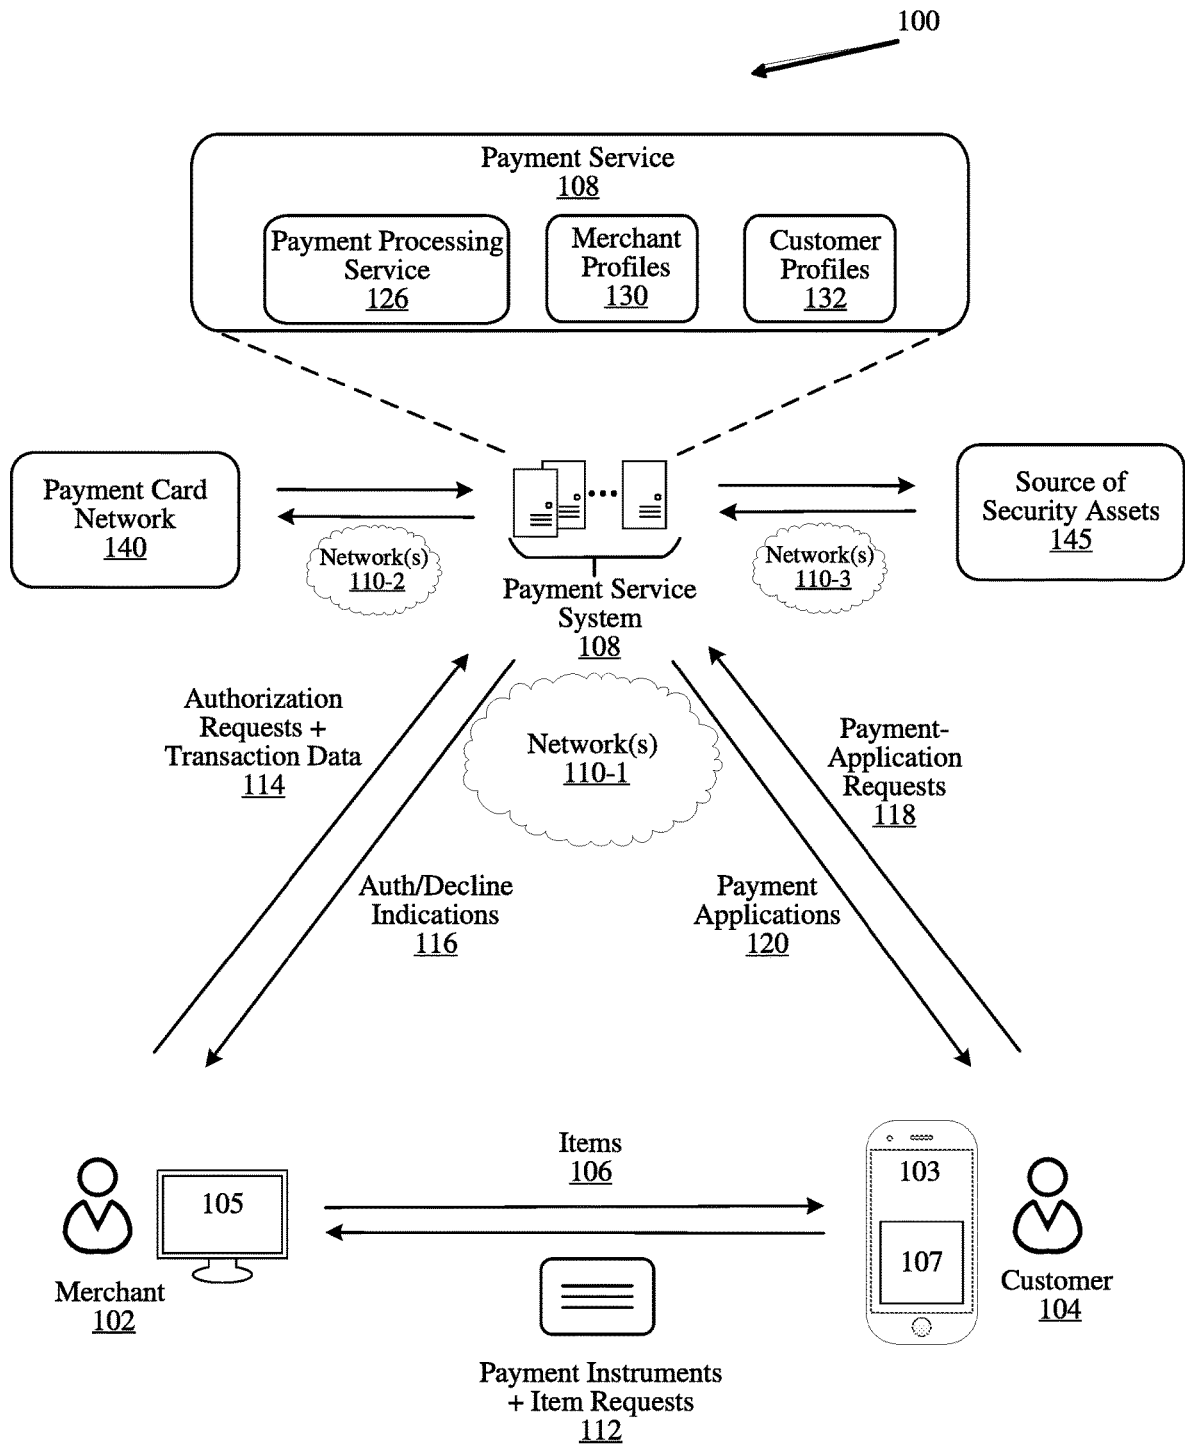 100
Payment Service
108
Payment Processing
Service
126
Merchant
Profiles
130
Customer
Profiles
132
Payment Card
Network
140
Network(s)
110-2
Payment Service
System
108
Network(s)
110-3
Source of
Security Assets
145
Authorization
Requests +
Transaction Data
114
Network(s)
110-1
Payment-
Application
Requests
118
Auth/Decline
Indications
116
Payment
Applications
120
Items
106
105
Merchant
102
103
107
Customer
104
Payment Instruments
+ Item Requests
112